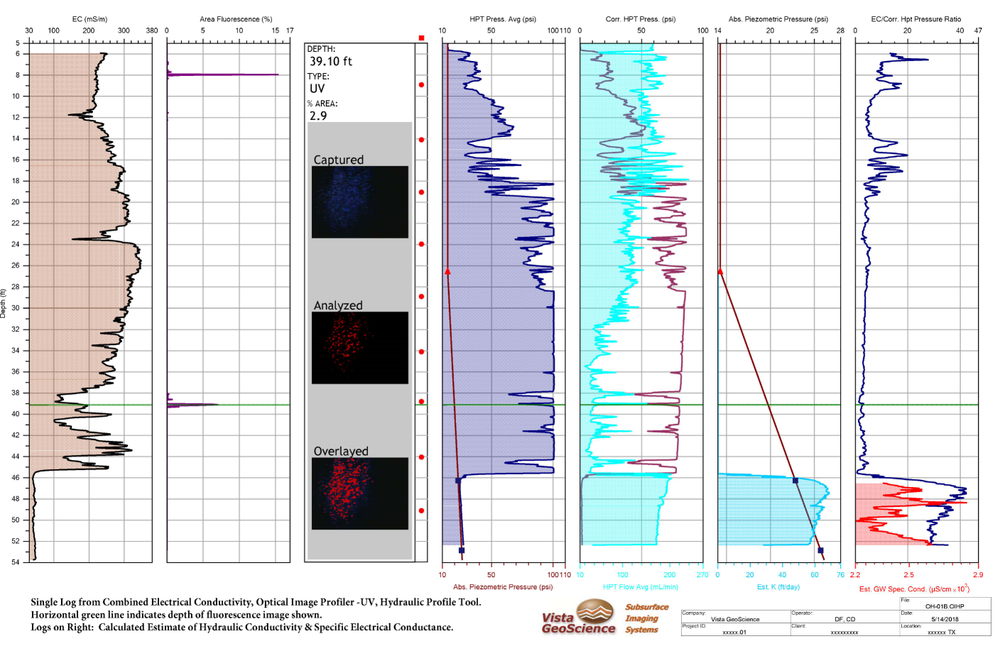 EC (mS/m)
Area Fluorescence (%)
HPT Press. Avg (psi)
Corr. HPT Press. (psi)
Abs. Piezometric Pressure (psi)
EC/Corr. Hpt Pressure Ratio
30 100 200 300 380
0 5 10 15 17
10 50 100 110
0 50 100
14 20 25 28
0 20 40 47
5
6
8
10
12
14
16
18
20
22
24
26
28
30
32
34
36
38
40
42
44
46
48
50
52
54
Depth (ft)
DEPTH:
39.10 ft
TYPE:
UV
% AREA:
2.9
Captured
Analyzed
Overlayed
10 50 100 110
0 100 200 270
0 20 40 60 76
2.2 2.5 2.9
Abs. Piezometric Pressure (psi)
HPT Flow Avg (mL/min)
Est. K (ft/day)
Est. GW Spec. Cond. (µS/cm ×10³)
Single Log from Combined Electrical Conductivity, Optical Image Profiler -UV, Hydraulic Profile Tool.
Horizontal green line indicates depth of fluorescence image shown.
Logs on Right: Calculated Estimate of Hydraulic Conductivity & Specific Electrical Conductance.
Vista
GeoScience
Subsurface
Imaging
Systems
File:
OH-01B.OIHP
Company:
Vista GeoScience
Operator:
DF, CD
Date:
5/14/2018
Project ID:
xxxxx.01
Client:
xxxxxxxxx
Location:
xxxxxx TX